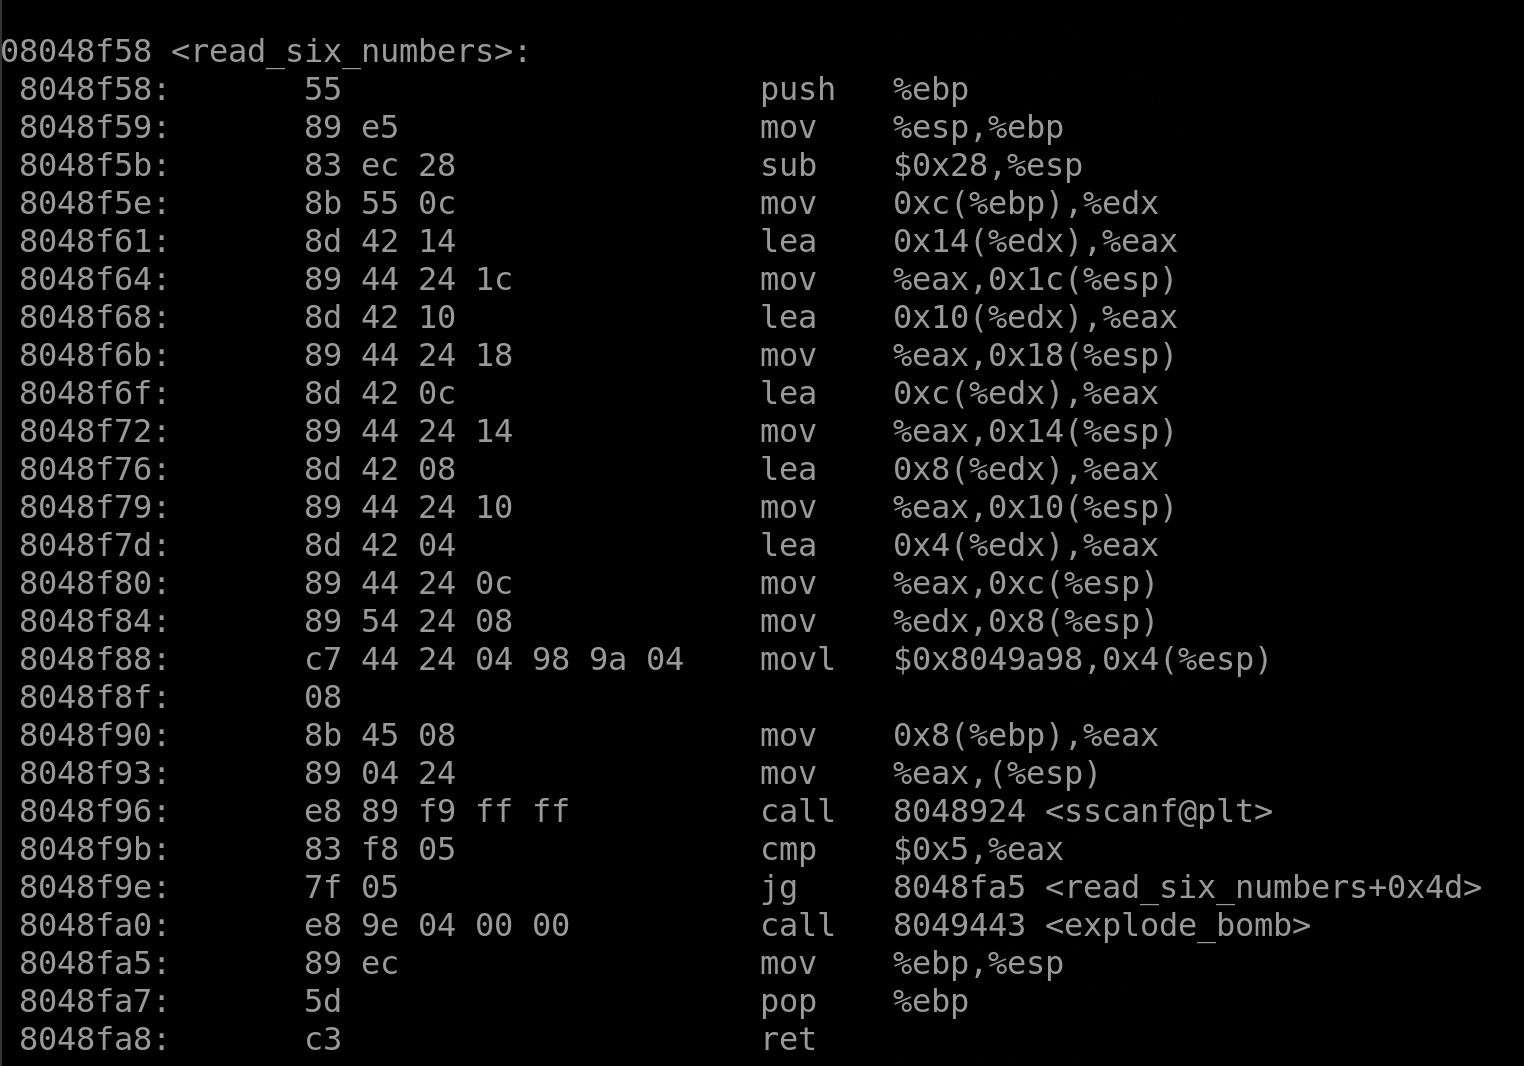 08048f58 <read_six_numbers>:
 8048f58:       55                      push   %ebp
 8048f59:       89 e5                   mov    %esp,%ebp
 8048f5b:       83 ec 28                sub    $0x28,%esp
 8048f5e:       8b 55 0c                mov    0xc(%ebp),%edx
 8048f61:       8d 42 14                lea    0x14(%edx),%eax
 8048f64:       89 44 24 1c             mov    %eax,0x1c(%esp)
 8048f68:       8d 42 10                lea    0x10(%edx),%eax
 8048f6b:       89 44 24 18             mov    %eax,0x18(%esp)
 8048f6f:       8d 42 0c                lea    0xc(%edx),%eax
 8048f72:       89 44 24 14             mov    %eax,0x14(%esp)
 8048f76:       8d 42 08                lea    0x8(%edx),%eax
 8048f79:       89 44 24 10             mov    %eax,0x10(%esp)
 8048f7d:       8d 42 04                lea    0x4(%edx),%eax
 8048f80:       89 44 24 0c             mov    %eax,0xc(%esp)
 8048f84:       89 54 24 08             mov    %edx,0x8(%esp)
 8048f88:       c7 44 24 04 98 9a 04    movl   $0x8049a98,0x4(%esp)
 8048f8f:       08
 8048f90:       8b 45 08                mov    0x8(%ebp),%eax
 8048f93:       89 04 24                mov    %eax,(%esp)
 8048f96:       e8 89 f9 ff ff          call   8048924 <sscanf@plt>
 8048f9b:       83 f8 05                cmp    $0x5,%eax
 8048f9e:       7f 05                   jg     8048fa5 <read_six_numbers+0x4d>
 8048fa0:       e8 9e 04 00 00          call   8049443 <explode_bomb>
 8048fa5:       89 ec                   mov    %ebp,%esp
 8048fa7:       5d                      pop    %ebp
 8048fa8:       c3                      ret